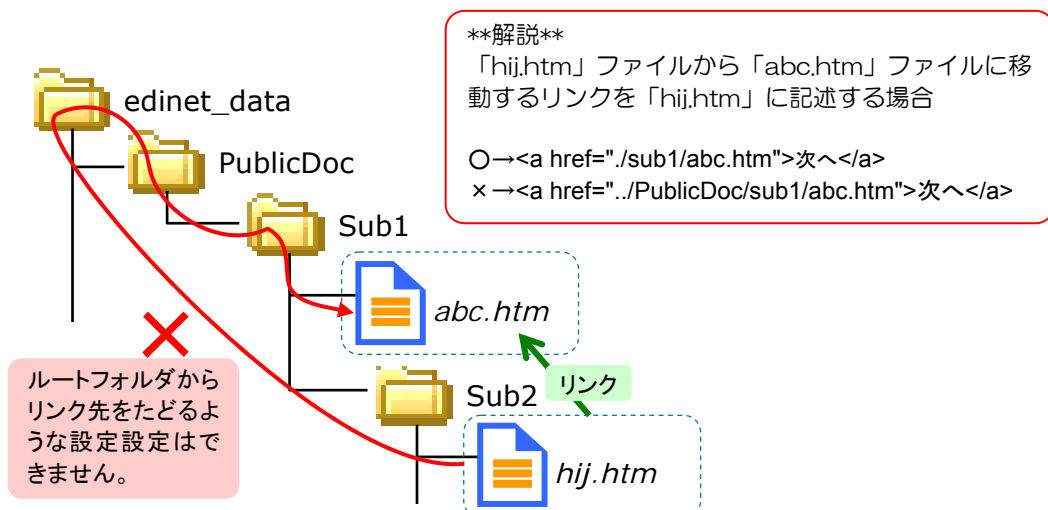 **解説**
「hij.htm」ファイルから「abc.htm」ファイルに移
動するリンクを「hij.htm」に記述する場合
○→<a href="./sub1/abc.htm">次へ</a>
×→<a href="../PublicDoc/sub1/abc.htm">次へ</a>
edinet_data
PublicDoc
Sub1
abc.htm
リンク
Sub2
hij.htm
ルートフォルダから
リンク先をたどるよ
うな設定設定はで
きません。